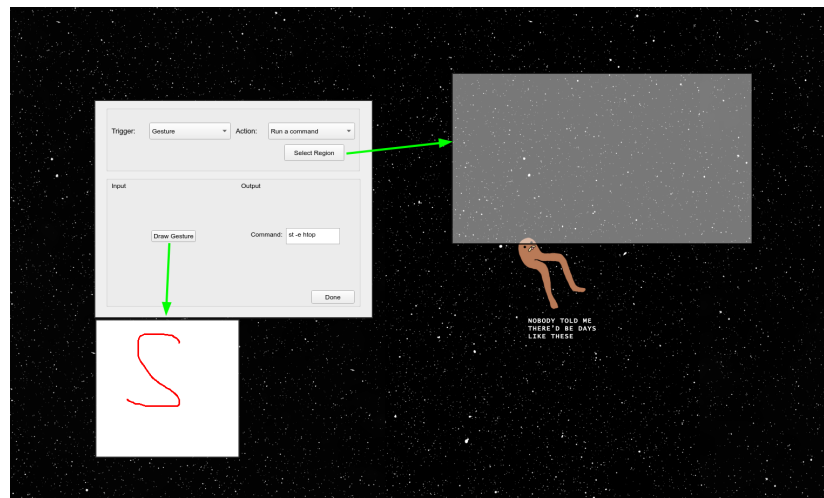 Trigger: Gesture Action: Run a command
Select Region
Input Output
Draw Gesture Command: st -e htop
Done
S
NOBODY TOLD ME
THERE'D BE DAYS
LIKE THESE